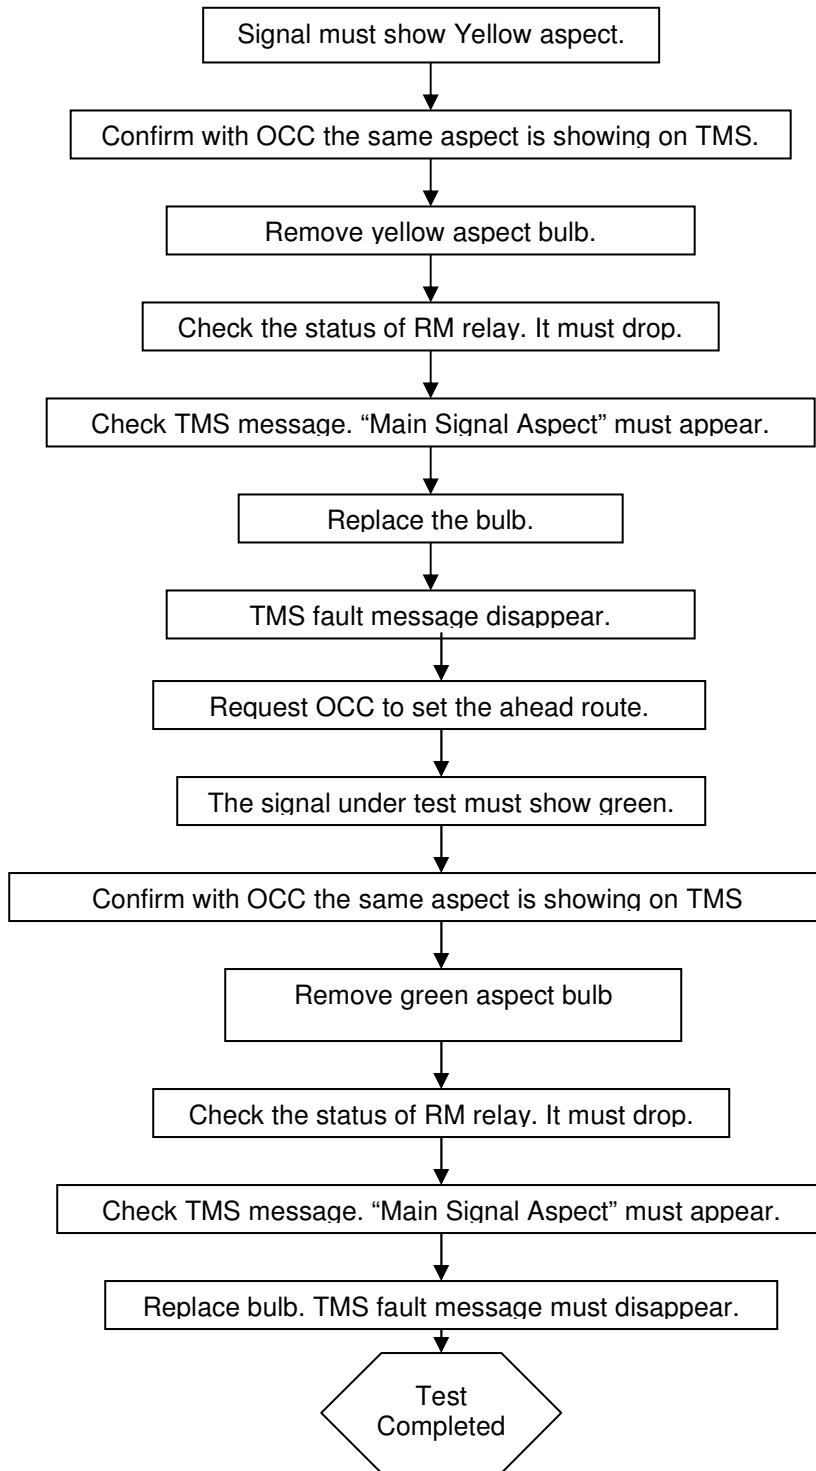 Signal must show Yellow aspect.
Confirm with OCC the same aspect is showing on TMS.
Remove yellow aspect bulb.
Check the status of RM relay. It must drop.
Check TMS message. “Main Signal Aspect” must appear.
Replace the bulb.
TMS fault message disappear.
Request OCC to set the ahead route.
The signal under test must show green.
Confirm with OCC the same aspect is showing on TMS
Remove green aspect bulb
Check the status of RM relay. It must drop.
Check TMS message. “Main Signal Aspect” must appear.
Replace bulb. TMS fault message must disappear.
Test
Completed